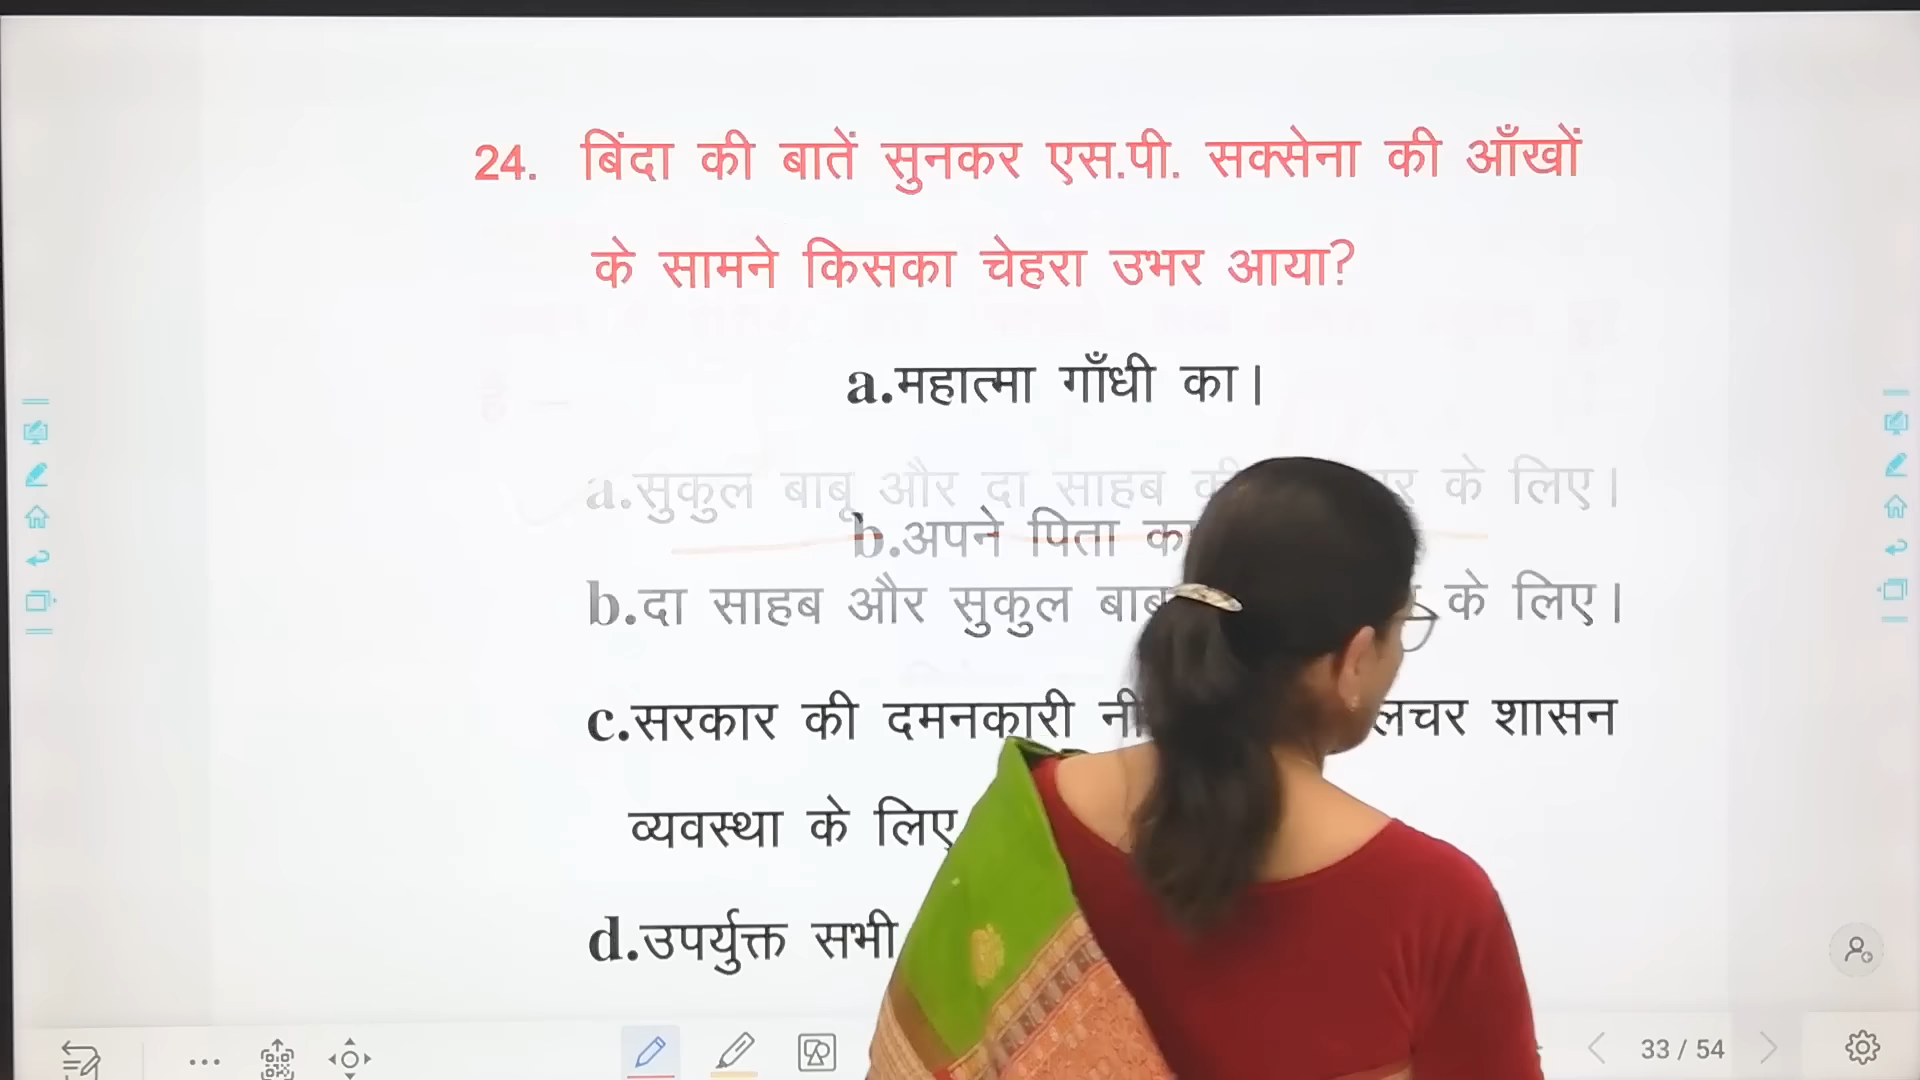 24. बिंदा की बातें सुनकर एस.पी. सक्सेना की आँखों
के सामने किसका चेहरा उभर आया?
a.महात्मा गाँधी का।
a.सुकुल बाबू और दा साहब के लिए।
b.अपने पिता का
b.दा साहब और सुकुल बाबू के लिए।
c.सरकार की दमनकारी लचर शासन
व्यवस्था के लिए
d.उपर्युक्त सभी
33 / 54